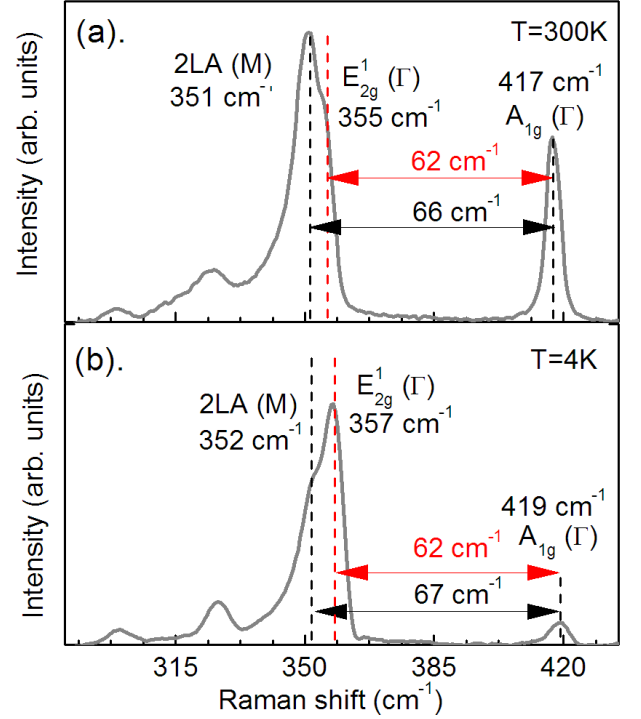 (a).
T=300K
2LA (M)
351 cm⁻¹
E¹₂g (Γ)
355 cm⁻¹
417 cm⁻¹
A₁g (Γ)
62 cm⁻¹
66 cm⁻¹
Intensity (arb. units)
(b).
T=4K
2LA (M)
352 cm⁻¹
E¹₂g (Γ)
357 cm⁻¹
419 cm⁻¹
A₁g (Γ)
62 cm⁻¹
67 cm⁻¹
Intensity (arb. units)
315 350 385 420
Raman shift (cm⁻¹)